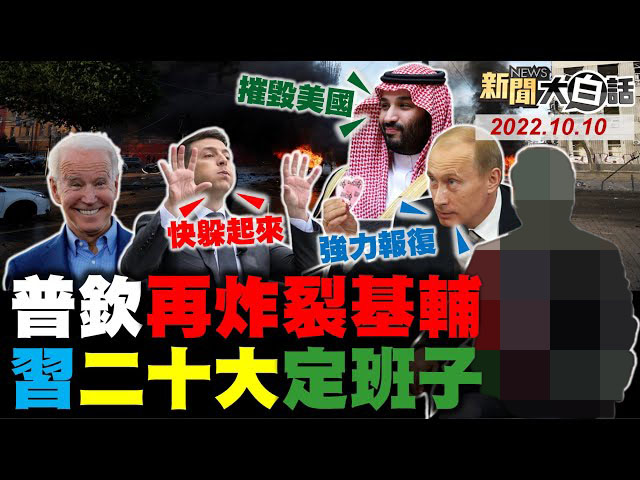 NEWS
新聞大白話
2022.10.10
摧毀美國
快躲起來
強力報復
普欽再炸裂基輔
習二十大定班子